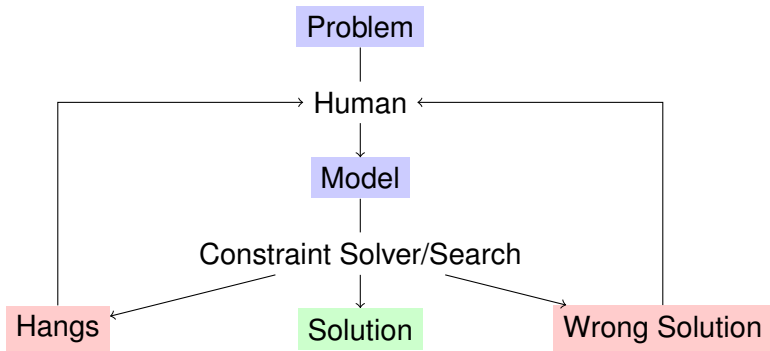 Problem
Human
Model
Constraint Solver/Search
Hangs
Solution
Wrong Solution